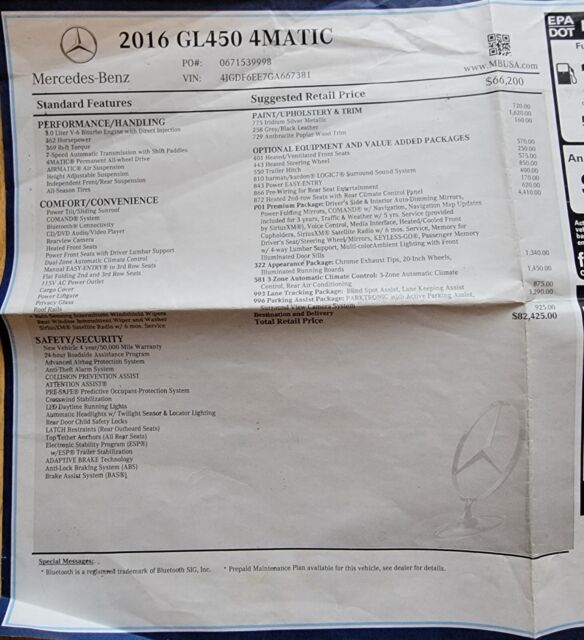 2016 GL450 4MATIC
Mercedes-Benz
PO#: 0671539998
VIN: 4JGDF6EE7GA667381
www.MBUSA.com
EPA
DOT
Standard Features
Suggested Retail Price $66,200
PERFORMANCE/HANDLING
3.0 Liter V-6 Biturbo Engine with Direct Injection
362 Horsepower
369 lb-ft Torque
7-Speed Automatic Transmission with Shift Paddles
4MATIC® Permanent All-wheel Drive
AIRMATIC® Air Suspension
Height Adjustable Suspension
Independent Front/Rear Suspension
All-Season Tires
COMFORT/CONVENIENCE
Power Tilt/Sliding Sunroof
COMAND® System
Bluetooth® Connectivity
CD/DVD Audio/Video Player
Rearview Camera
Heated Front Seats
Power Front Seats with Driver Lumbar Support
Dual-Zone Automatic Climate Control
Manual EASY-ENTRY® to 3rd Row Seats
Flat Folding 2nd and 3rd Row Seats
115V AC Power Outlet
Cargo Cover
Power Liftgate
Privacy Glass
Roof Rails
Rain-Sensing Intermittent Windshield Wipers
Rear Window Intermittent Wiper and Washer
SiriusXM® Satellite Radio w/ 6 mos. Service
SAFETY/SECURITY
New Vehicle 4 year/50,000 Mile Warranty
24-hour Roadside Assistance Program
Advanced Airbag Protection System
Anti-Theft Alarm System
COLLISION PREVENTION ASSIST
ATTENTION ASSIST®
PRE-SAFE® Predictive Occupant-Protection System
Crosswind Stabilization
LED Daytime Running Lights
Automatic Headlights w/ Twilight Sensor & Locator Lighting
Rear Door Child Safety Locks
LATCH Restraints (Rear Outboard Seats)
Top Tether Anchors (All Rear Seats)
Electronic Stability Program (ESP®)
w/ESP® Trailer Stabilization
ADAPTIVE BRAKE Technology
Anti-Lock Braking System (ABS)
Brake Assist System (BAS®)
PAINT/UPHOLSTERY & TRIM
775 Iridium Silver Metallic 720.00
258 Grey/Black Leather 1,620.00
729 Anthracite Poplar Wood Trim 160.00
OPTIONAL EQUIPMENT AND VALUE ADDED PACKAGES
401 Heated/Ventilated Front Seats 570.00
443 Heated Steering Wheel 250.00
550 Trailer Hitch 575.00
810 harman/kardon® LOGIC7® Surround Sound System 850.00
843 Power EASY-ENTRY 400.00
866 Pre-Wiring for Rear Seat Entertainment 170.00
872 Heated 2nd-row Seats with Rear Climate Control Panel 620.00
P01 Premium Package: Driver's Side & Interior Auto-Dimming Mirrors, 4,410.00
Power-Folding Mirrors, COMAND® w/ Navigation, Navigation Map Updates
included for 3 years, Traffic & Weather w/ 5 yrs. Service (provided
by SiriusXM®), Voice Control, Media Interface, Heated/Cooled Front
Cupholders, SiriusXM® Satellite Radio w/ 6 mos. Service, Memory for
Driver's Seat/Steering Wheel/Mirrors, KEYLESS-GO®, Passenger Memory
w/ 4-way Lumbar Support, Multi-color Ambient Lighting with Front
Illuminated Door Sills
322 Appearance Package: Chrome Exhaust Tips, 20-Inch Wheels, 1,340.00
Illuminated Running Boards
581 3-Zone Automatic Climate Control: 3-Zone Automatic Climate 1,450.00
Control, Rear Air Conditioning
993 Lane Tracking Package: Blind Spot Assist, Lane Keeping Assist 875.00
996 Parking Assist Package: PARKTRONIC with Active Parking Assist, 1,290.00
Surround View Camera System
Destination and Delivery 925.00
Total Retail Price $82,425.00
Special Messages:
* Bluetooth is a registered trademark of Bluetooth SIG, Inc. * Prepaid Maintenance Plan available for this vehicle, see dealer for details.